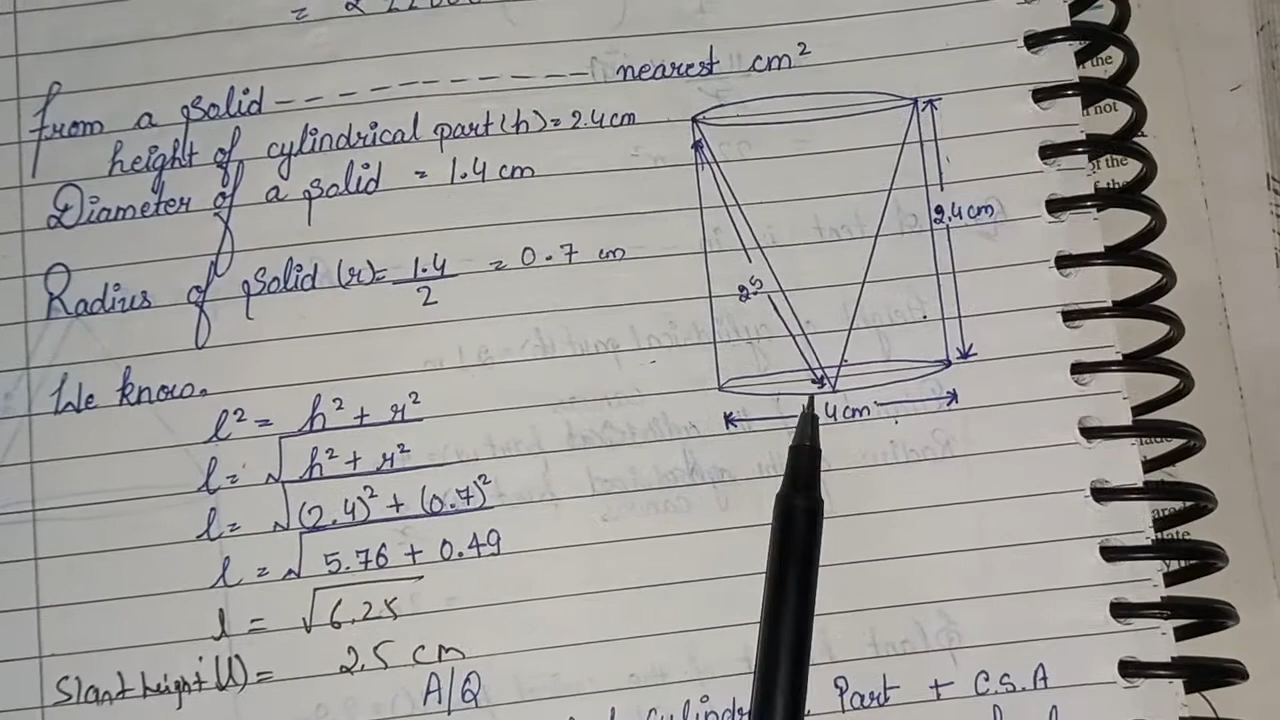 from a solid ----------- nearest cm²
height of cylindrical part (h) = 2.4 cm
Diameter of a solid = 1.4 cm
Radius of solid (r) = 1.4/2 = 0.7 cm
We know.
l² = h² + r²
l = √h² + r²
l = √(2.4)² + (0.7)²
l = √5.76 + 0.49
l = √6.25
Slant height (l) = 2.5 cm
A/Q
Part + C.S.A
2.4 cm
2.5
4 cm